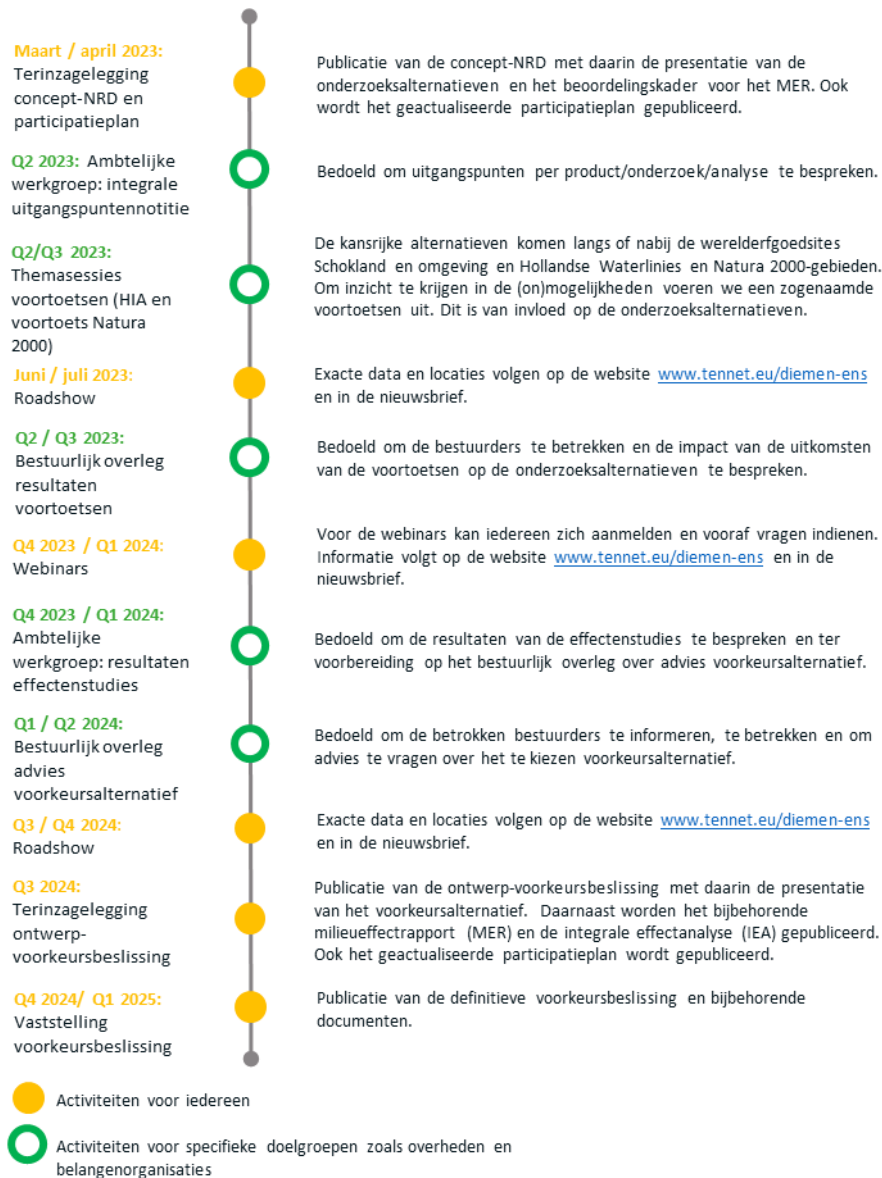 Maart / april 2023:
Terinzagelegging
concept-NRD en
participatieplan
Publicatie van de concept-NRD met daarin de presentatie van de
onderzoeksalternatieven en het beoordelingskader voor het MER. Ook
wordt het geactualiseerde participatieplan gepubliceerd.
Q2 2023: Ambtelijke
werkgroep: integrale
uitgangspuntennotitie
Bedoeld om uitgangspunten per product/onderzoek/analyse te bespreken.
Q2/Q3 2023:
Themasessies
voortoetsen (HIA en
voortoets Natura
2000)
De kansrijke alternatieven komen langs of nabij de werelderfgoedsites
Schokland en omgeving en Hollandse Waterlinies en Natura 2000-gebieden.
Om inzicht te krijgen in de (on)mogelijkheden voeren we een zogenaamde
voortoetsen uit. Dit is van invloed op de onderzoeksalternatieven.
Juni / juli 2023:
Roadshow
Exacte data en locaties volgen op de website www.tennet.eu/diemen-ens
en in de nieuwsbrief.
Q2 / Q3 2023:
Bestuurlijk overleg
resultaten
voortoetsen
Bedoeld om de bestuurders te betrekken en de impact van de uitkomsten
van de voortoetsen op de onderzoeksalternatieven te bespreken.
Q4 2023 / Q1 2024:
Webinars
Voor de webinars kan iedereen zich aanmelden en vooraf vragen indienen.
Informatie volgt op de website www.tennet.eu/diemen-ens en in de
nieuwsbrief.
Q4 2023 / Q1 2024:
Ambtelijke
werkgroep: resultaten
effectenstudies
Bedoeld om de resultaten van de effectenstudies te bespreken en ter
voorbereiding op het bestuurlijk overleg over advies voorkeursalternatief.
Q1 / Q2 2024:
Bestuurlijk overleg
advies
voorkeursalternatief
Bedoeld om de betrokken bestuurders te informeren, te betrekken en om
advies te vragen over het te kiezen voorkeursalternatief.
Q3 / Q4 2024:
Roadshow
Exacte data en locaties volgen op de website www.tennet.eu/diemen-ens
en in de nieuwsbrief.
Q3 2024:
Terinzagelegging
ontwerp-
voorkeursbeslissing
Publicatie van de ontwerp-voorkeursbeslissing met daarin de presentatie
van het voorkeursalternatief. Daarnaast worden het bijbehorende
milieueffectrapport (MER) en de integrale effectanalyse (IEA) gepubliceerd.
Ook het geactualiseerde participatieplan wordt gepubliceerd.
Q4 2024/ Q1 2025:
Vaststelling
voorkeursbeslissing
Publicatie van de definitieve voorkeursbeslissing en bijbehorende
documenten.
Activiteiten voor iedereen
Activiteiten voor specifieke doelgroepen zoals overheden en
belangenorganisaties